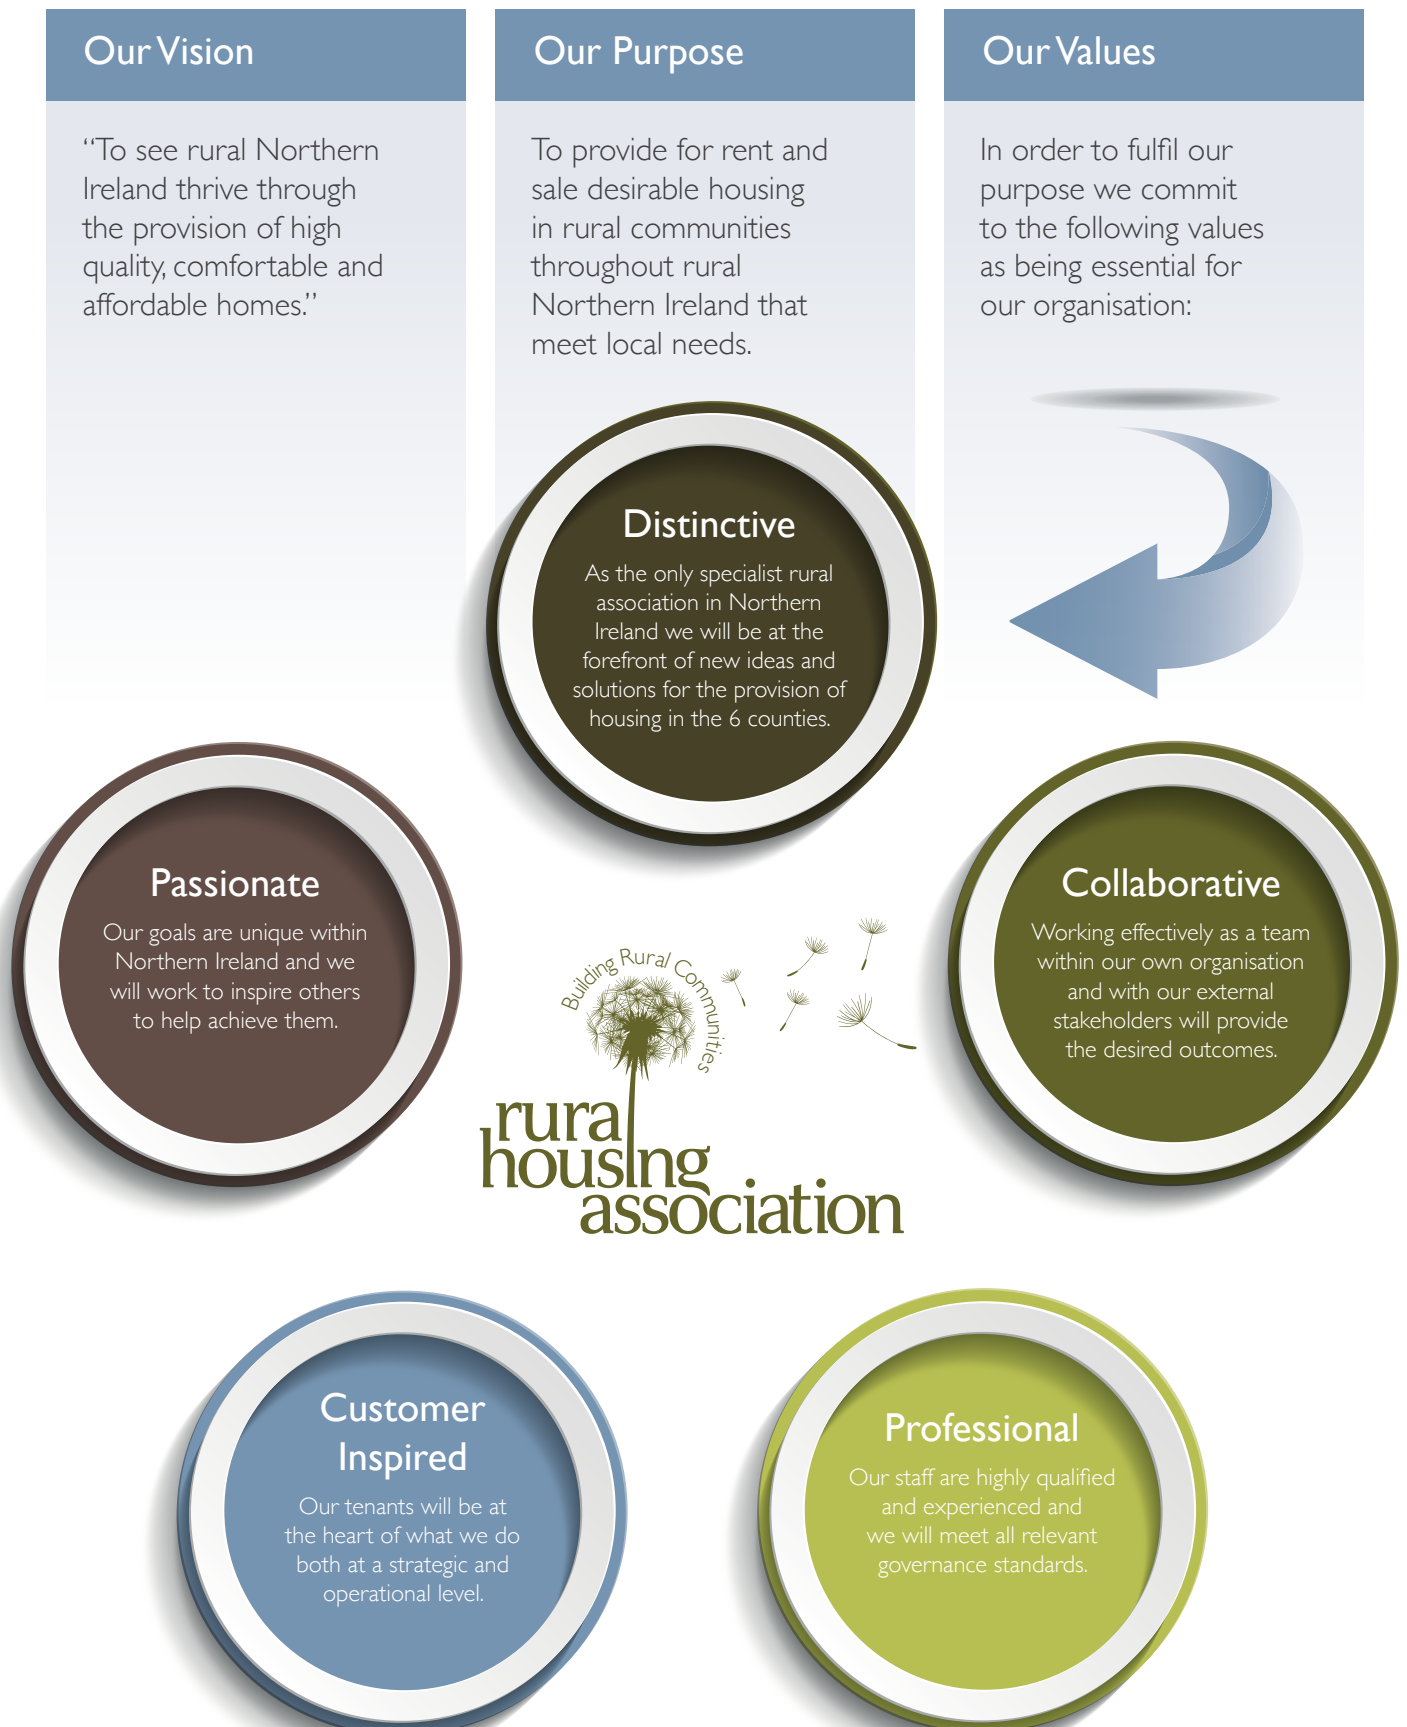 Our Vision
"To see rural Northern
Ireland thrive through
the provision of high
quality, comfortable and
affordable homes."
Our Purpose
To provide for rent and
sale desirable housing
in rural communities
throughout rural
Northern Ireland that
meet local needs.
Our Values
In order to fulfil our
purpose we commit
to the following values
as being essential for
our organisation:
Distinctive
As the only specialist rural
association in Northern
Ireland we will be at the
forefront of new ideas and
solutions for the provision of
housing in the 6 counties.
Passionate
Our goals are unique within
Northern Ireland and we
will work to inspire others
to help achieve them.
Collaborative
Working effectively as a team
within our own organisation
and with our external
stakeholders will provide
the desired outcomes.
Building Rural Communities
rural
housing
association
Customer
Inspired
Our tenants will be at
the heart of what we do
both at a strategic and
operational level.
Professional
Our staff are highly qualified
and experienced and
we will meet all relevant
governance standards.